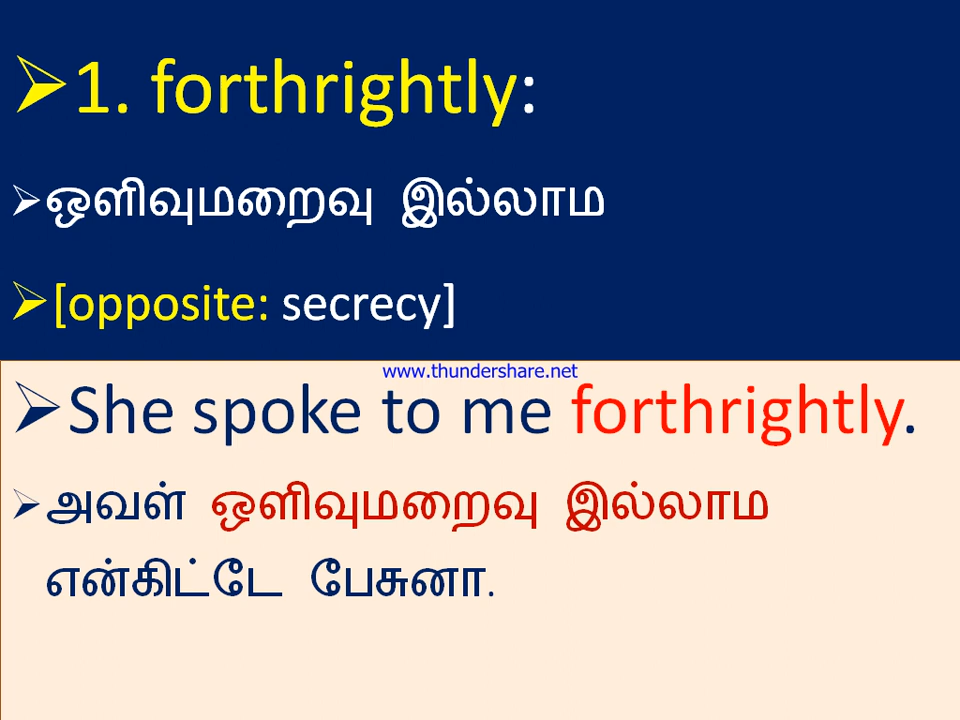 1. forthrightly:
ஒளிவுமறைவு இல்லாம
[opposite: secrecy]
www.thundershare.net
She spoke to me forthrightly.
அவள் ஒளிவுமறைவு இல்லாம
என்கிட்டே பேசுனா.